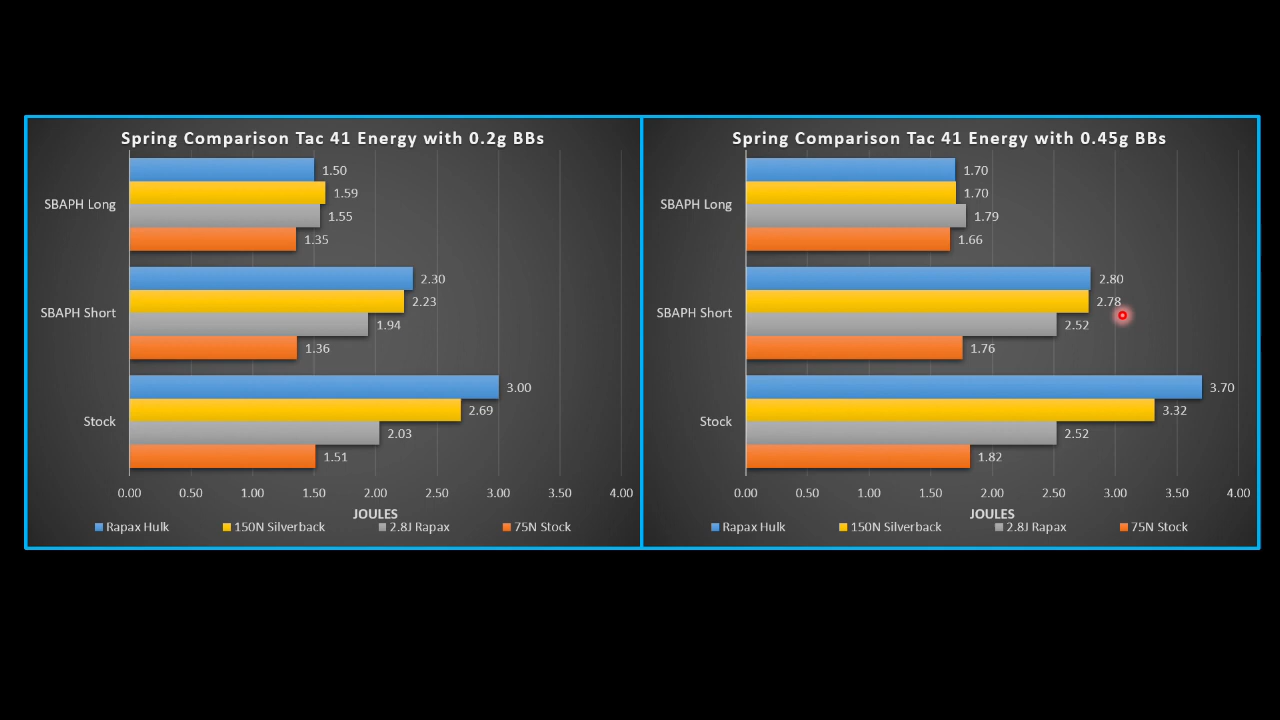 Spring Comparison Tac 41 Energy with 0.2g BBs
SBAPH Long
1.50
1.59
1.55
1.35
SBAPH Short
2.30
2.23
1.94
1.36
Stock
3.00
2.69
2.03
1.51
0.00 0.50 1.00 1.50 2.00 2.50 3.00 3.50 4.00
JOULES
Rapax Hulk 150N Silverback 2.8J Rapax 75N Stock
Spring Comparison Tac 41 Energy with 0.45g BBs
SBAPH Long
1.70
1.70
1.79
1.66
SBAPH Short
2.80
2.78
2.52
1.76
Stock
3.70
3.32
2.52
1.82
0.00 0.50 1.00 1.50 2.00 2.50 3.00 3.50 4.00
JOULES
Rapax Hulk 150N Silverback 2.8J Rapax 75N Stock